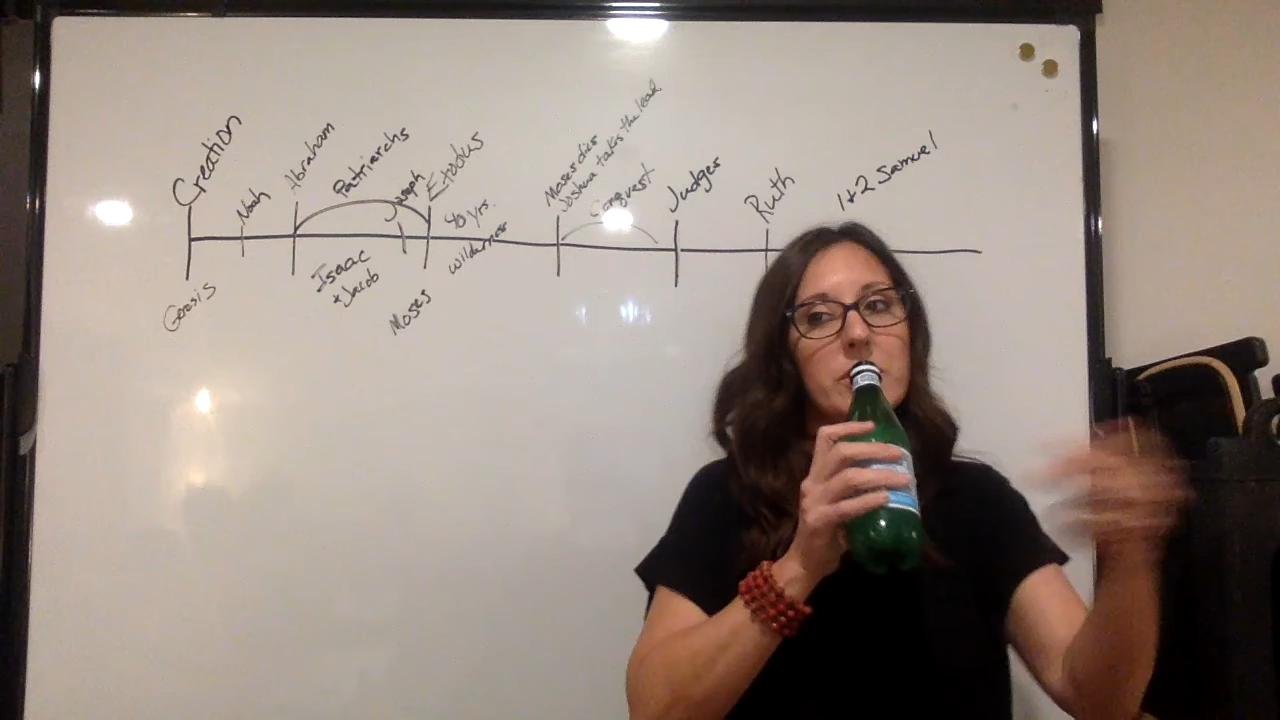 Creation
Noah
Abraham
Patriarchs
Joseph
Exodus
40 yrs.
wilderness
Moses dies
Joshua takes the lead
Conquest
Judges
Ruth
1+2 Samuel
Isaac
+ Jacob
Moses